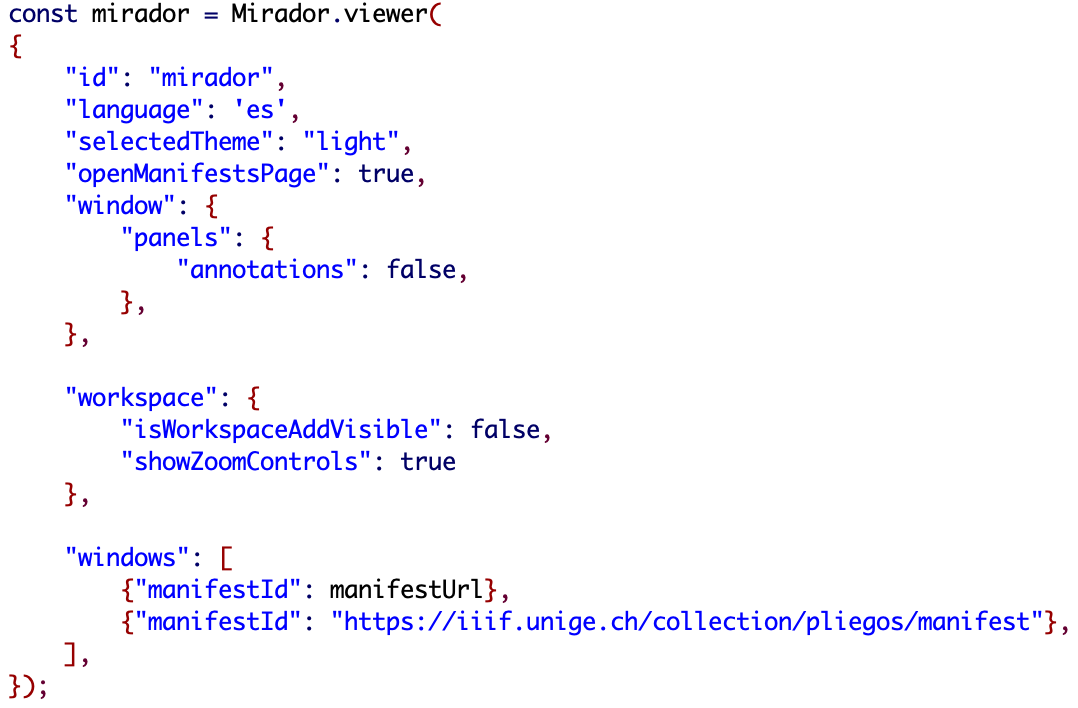 const mirador = Mirador.viewer(
{
    "id": "mirador",
    "language": 'es',
    "selectedTheme": "light",
    "openManifestsPage": true,
    "window": {
        "panels": {
            "annotations": false,
        },
    },

    "workspace": {
        "isWorkspaceAddVisible": false,
        "showZoomControls": true
    },

    "windows": [
        {"manifestId": manifestUrl},
        {"manifestId": "https://iiif.unige.ch/collection/pliegos/manifest"},
    ],
});